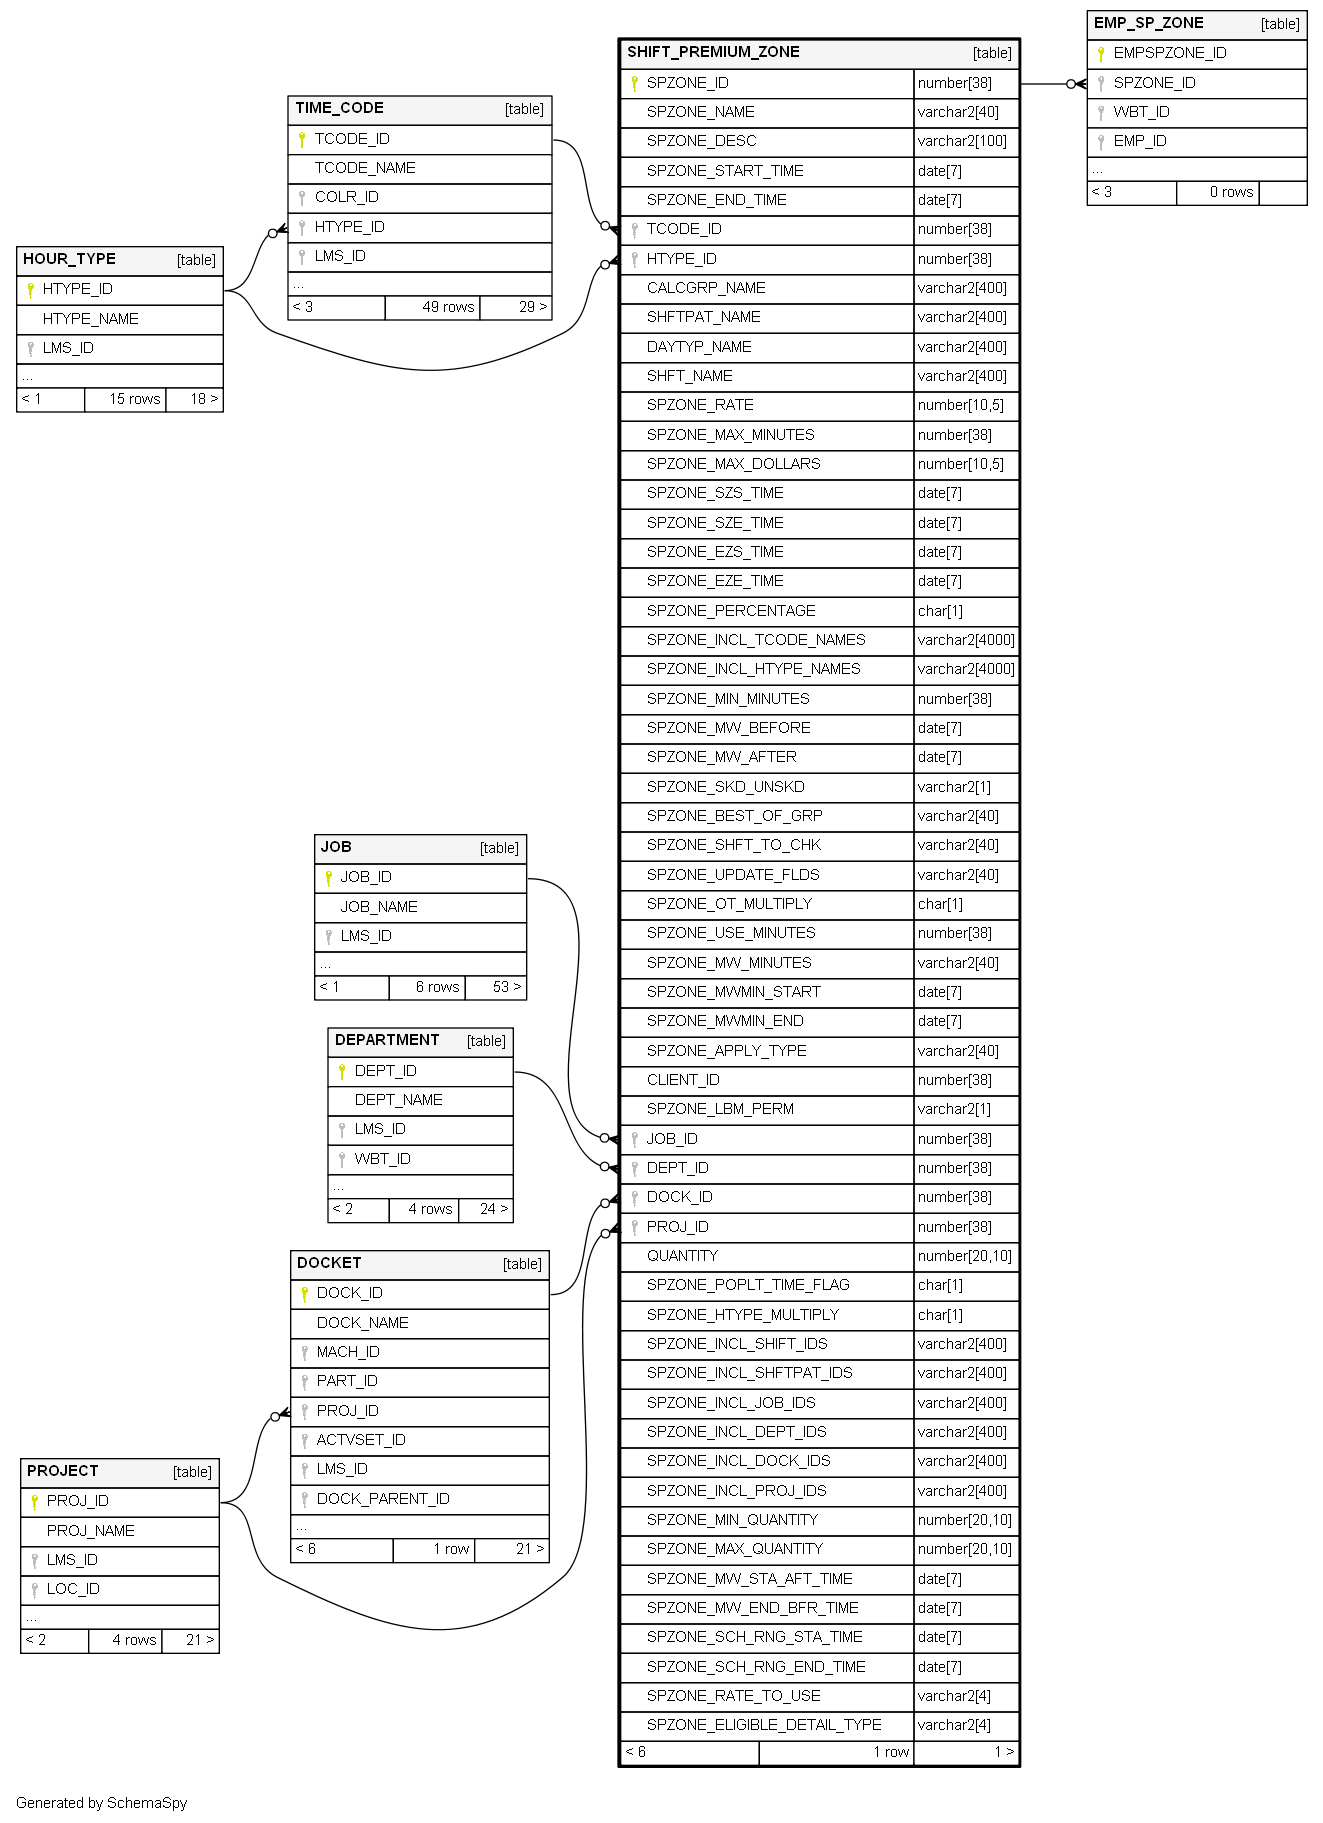 EMP_SP_ZONE [table]
EMPSPZONE_ID
SPZONE_ID
WBT_ID
EMP_ID
...
< 3 0 rows
SHIFT_PREMIUM_ZONE [table]
SPZONE_ID number[38]
SPZONE_NAME varchar2[40]
SPZONE_DESC varchar2[100]
SPZONE_START_TIME date[7]
SPZONE_END_TIME date[7]
TCODE_ID number[38]
HTYPE_ID number[38]
CALCGRP_NAME varchar2[400]
SHFTPAT_NAME varchar2[400]
DAYTYP_NAME varchar2[400]
SHFT_NAME varchar2[400]
SPZONE_RATE number[10,5]
SPZONE_MAX_MINUTES number[38]
SPZONE_MAX_DOLLARS number[10,5]
SPZONE_SZS_TIME date[7]
SPZONE_SZE_TIME date[7]
SPZONE_EZS_TIME date[7]
SPZONE_EZE_TIME date[7]
SPZONE_PERCENTAGE char[1]
SPZONE_INCL_TCODE_NAMES varchar2[4000]
SPZONE_INCL_HTYPE_NAMES varchar2[4000]
SPZONE_MIN_MINUTES number[38]
SPZONE_MW_BEFORE date[7]
SPZONE_MW_AFTER date[7]
SPZONE_SKD_UNSKD varchar2[1]
SPZONE_BEST_OF_GRP varchar2[40]
SPZONE_SHFT_TO_CHK varchar2[40]
SPZONE_UPDATE_FLDS varchar2[40]
SPZONE_OT_MULTIPLY char[1]
SPZONE_USE_MINUTES number[38]
SPZONE_MW_MINUTES varchar2[40]
SPZONE_MWMIN_START date[7]
SPZONE_MWMIN_END date[7]
SPZONE_APPLY_TYPE varchar2[40]
CLIENT_ID number[38]
SPZONE_LBM_PERM varchar2[1]
JOB_ID number[38]
DEPT_ID number[38]
DOCK_ID number[38]
PROJ_ID number[38]
QUANTITY number[20,10]
SPZONE_POPLT_TIME_FLAG char[1]
SPZONE_HTYPE_MULTIPLY char[1]
SPZONE_INCL_SHIFT_IDS varchar2[400]
SPZONE_INCL_SHFTPAT_IDS varchar2[400]
SPZONE_INCL_JOB_IDS varchar2[400]
SPZONE_INCL_DEPT_IDS varchar2[400]
SPZONE_INCL_DOCK_IDS varchar2[400]
SPZONE_INCL_PROJ_IDS varchar2[400]
SPZONE_MIN_QUANTITY number[20,10]
SPZONE_MAX_QUANTITY number[20,10]
SPZONE_MW_STA_AFT_TIME date[7]
SPZONE_MW_END_BFR_TIME date[7]
SPZONE_SCH_RNG_STA_TIME date[7]
SPZONE_SCH_RNG_END_TIME date[7]
SPZONE_RATE_TO_USE varchar2[4]
SPZONE_ELIGIBLE_DETAIL_TYPE varchar2[4]
< 6 1 row 1 >
TIME_CODE [table]
TCODE_ID
TCODE_NAME
COLR_ID
HTYPE_ID
LMS_ID
...
< 3 49 rows 29 >
HOUR_TYPE [table]
HTYPE_ID
HTYPE_NAME
LMS_ID
...
< 1 15 rows 18 >
JOB [table]
JOB_ID
JOB_NAME
LMS_ID
...
< 1 6 rows 53 >
DEPARTMENT [table]
DEPT_ID
DEPT_NAME
LMS_ID
WBT_ID
...
< 2 4 rows 24 >
DOCKET [table]
DOCK_ID
DOCK_NAME
MACH_ID
PART_ID
PROJ_ID
ACTVSET_ID
LMS_ID
DOCK_PARENT_ID
...
< 6 1 row 21 >
PROJECT [table]
PROJ_ID
PROJ_NAME
LMS_ID
LOC_ID
...
< 2 4 rows 21 >
Generated by SchemaSpy